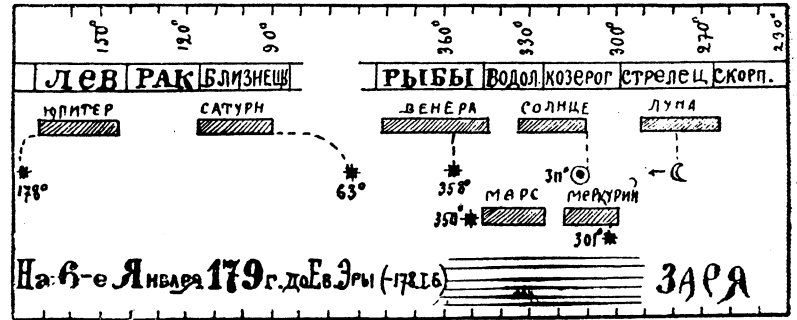 150° 120° 90° 360° 330° 300° 270° 230°
ЛЕВ РАК БЛИЗНЕЦЫ РЫБЫ ВОДОЛ. КОЗЕРОГ СТРЕЛЕЦ СКОРП.
ЮПИТЕР САТУРН ВЕНЕРА СОЛНЦЕ ЛУНА
178° 63° 358° 311°
МАРС МЕРКУРИЙ
350° 301°
На 6-е Января 179 г. до Ев. Эры (-178.I.6) ЗАРЯ